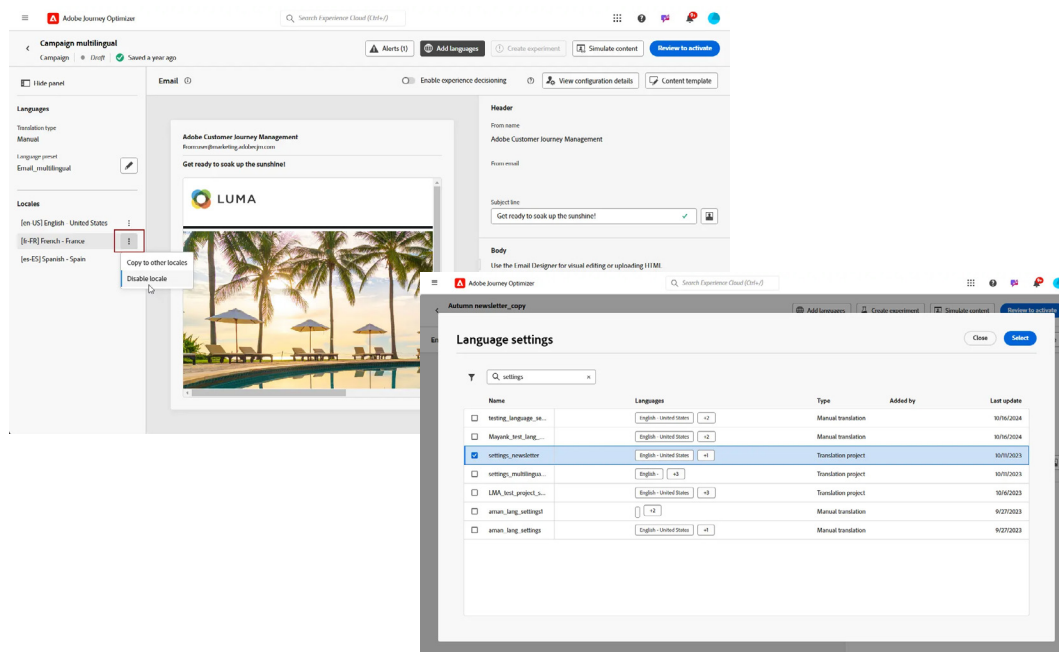 Adobe Journey Optimizer
Search Experience Cloud (Ctrl+/)
9+
Campaign multilingual
Campaign
Draft
Saved a year ago
Alerts (1)
Add languages
Create experiment
Simulate content
Review to activate
Hide panel
Email
Enable experience decisioning
View configuration details
Content template
Languages
Translation type
Manual
Language preset
Email_multilingual
Locales
[en-US] English - United States
[fr-FR] French - France
[es-ES] Spanish - Spain
Copy to other locales
Disable locale
Adobe Customer Journey Management
Get ready to soak up the sunshine!
LUMA
Header
From name
Adobe Customer Journey Management
From email
Subject line
Get ready to soak up the sunshine!
Body
Use the Email Designer for visual editing or uploading HTML
Adobe Journey Optimizer
Search Experience Cloud (Ctrl+/)
Autumn newsletter_copy
Add languages
Create experiment
Simulate content
Review to activate
Language settings
Close
Select
settings
Name Languages Type Added by Last update
testing_language_se... English - United States +2 Manual translation 10/16/2024
Mayank_test_lang_... English - United States +2 Manual translation 10/16/2024
settings_newsletter English - United States +1 Translation project 10/11/2023
settings_multilingua... English - +3 Translation project 10/11/2023
LMA_test_project_s... English - United States +3 Translation project 10/6/2023
aman_lang_settings1 +2 Manual translation 9/27/2023
aman_lang_settings English - United States +1 Manual translation 9/27/2023